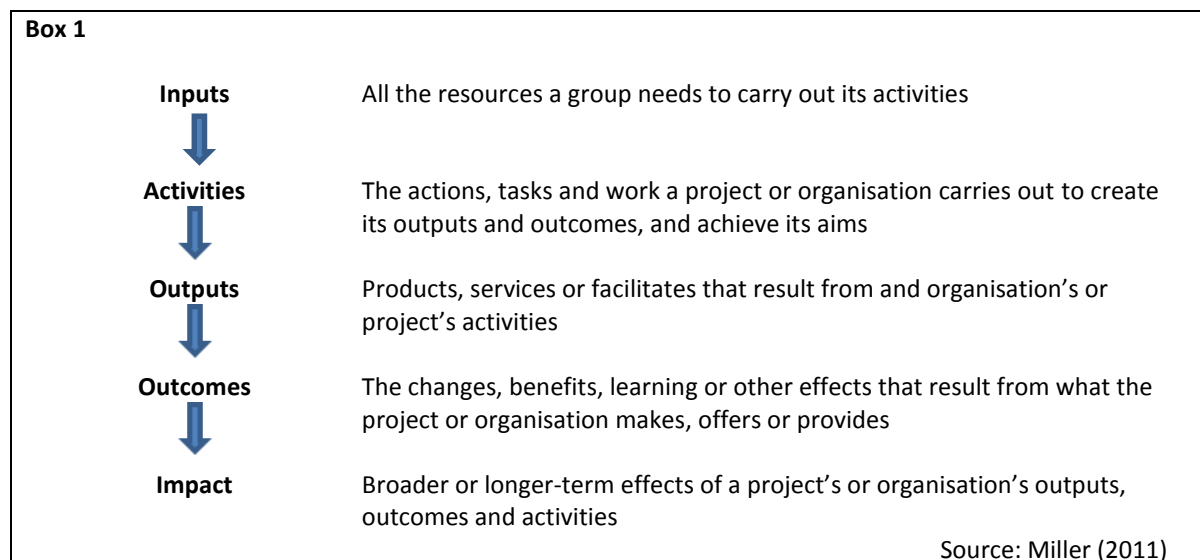 Box 1
Inputs All the resources a group needs to carry out its activities
Activities The actions, tasks and work a project or organisation carries out to create
its outputs and outcomes, and achieve its aims
Outputs Products, services or facilitates that result from and organisation's or
project's activities
Outcomes The changes, benefits, learning or other effects that result from what the
project or organisation makes, offers or provides
Impact Broader or longer-term effects of a project's or organisation's outputs,
outcomes and activities
Source: Miller (2011)